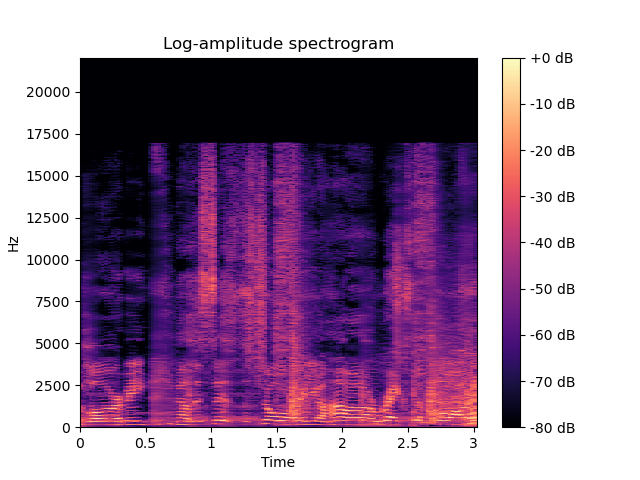 Log-amplitude spectrogram
+0 dB
20000
-10 dB
17500
-20 dB
15000
-30 dB
12500
Hz
-40 dB
10000
-50 dB
7500
-60 dB
5000
-70 dB
2500
0
-80 dB
0 0.5 1 1.5 2 2.5 3
Time